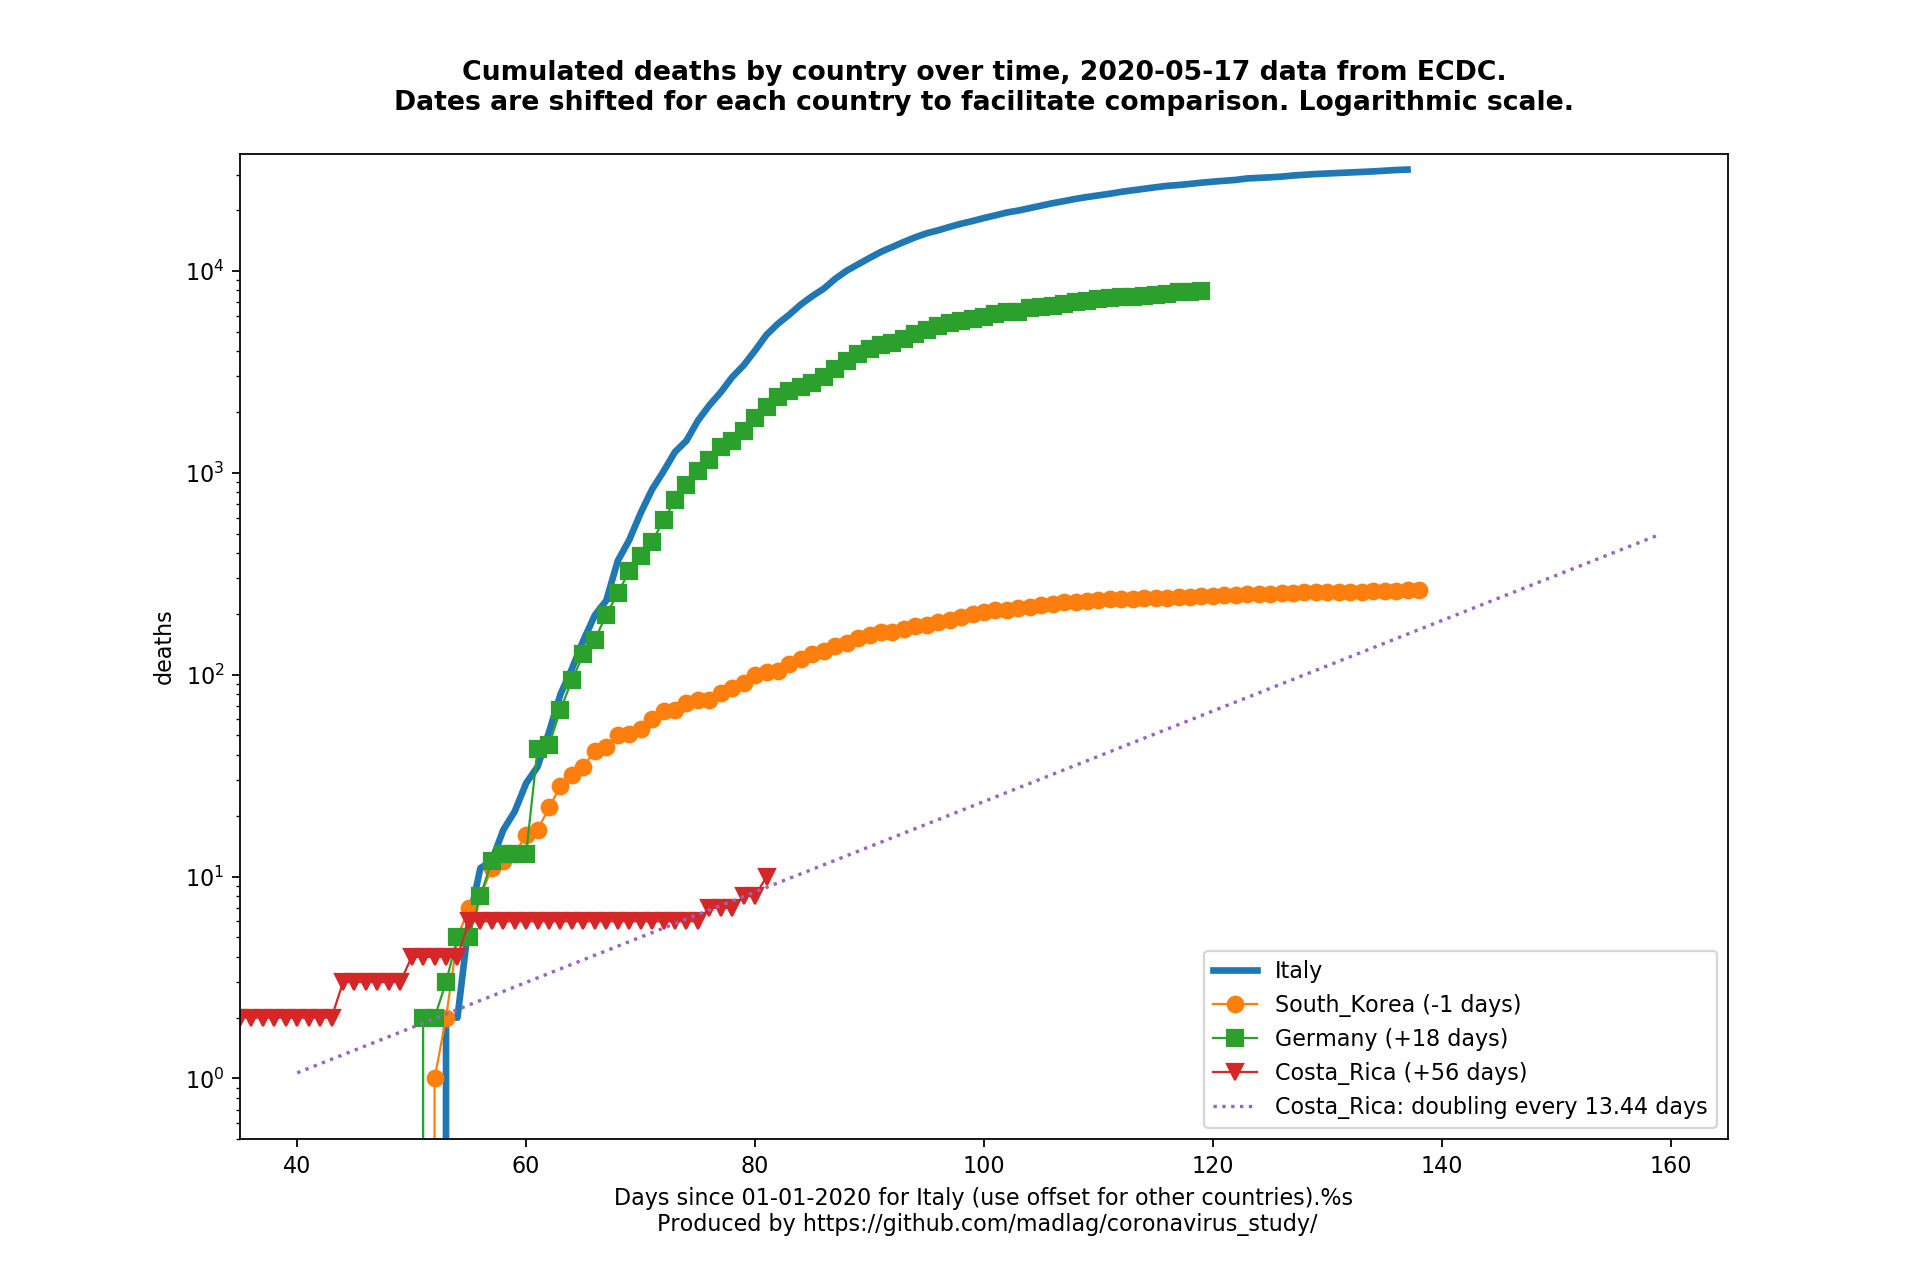 Cumulated deaths by country over time, 2020-05-17 data from ECDC.
Dates are shifted for each country to facilitate comparison. Logarithmic scale.
deaths
10⁴
10³
10²
10¹
10⁰
40 60 80 100 120 140 160
Italy
South_Korea (-1 days)
Germany (+18 days)
Costa_Rica (+56 days)
Costa_Rica: doubling every 13.44 days
Days since 01-01-2020 for Italy (use offset for other countries).%s
Produced by https://github.com/madlag/coronavirus_study/